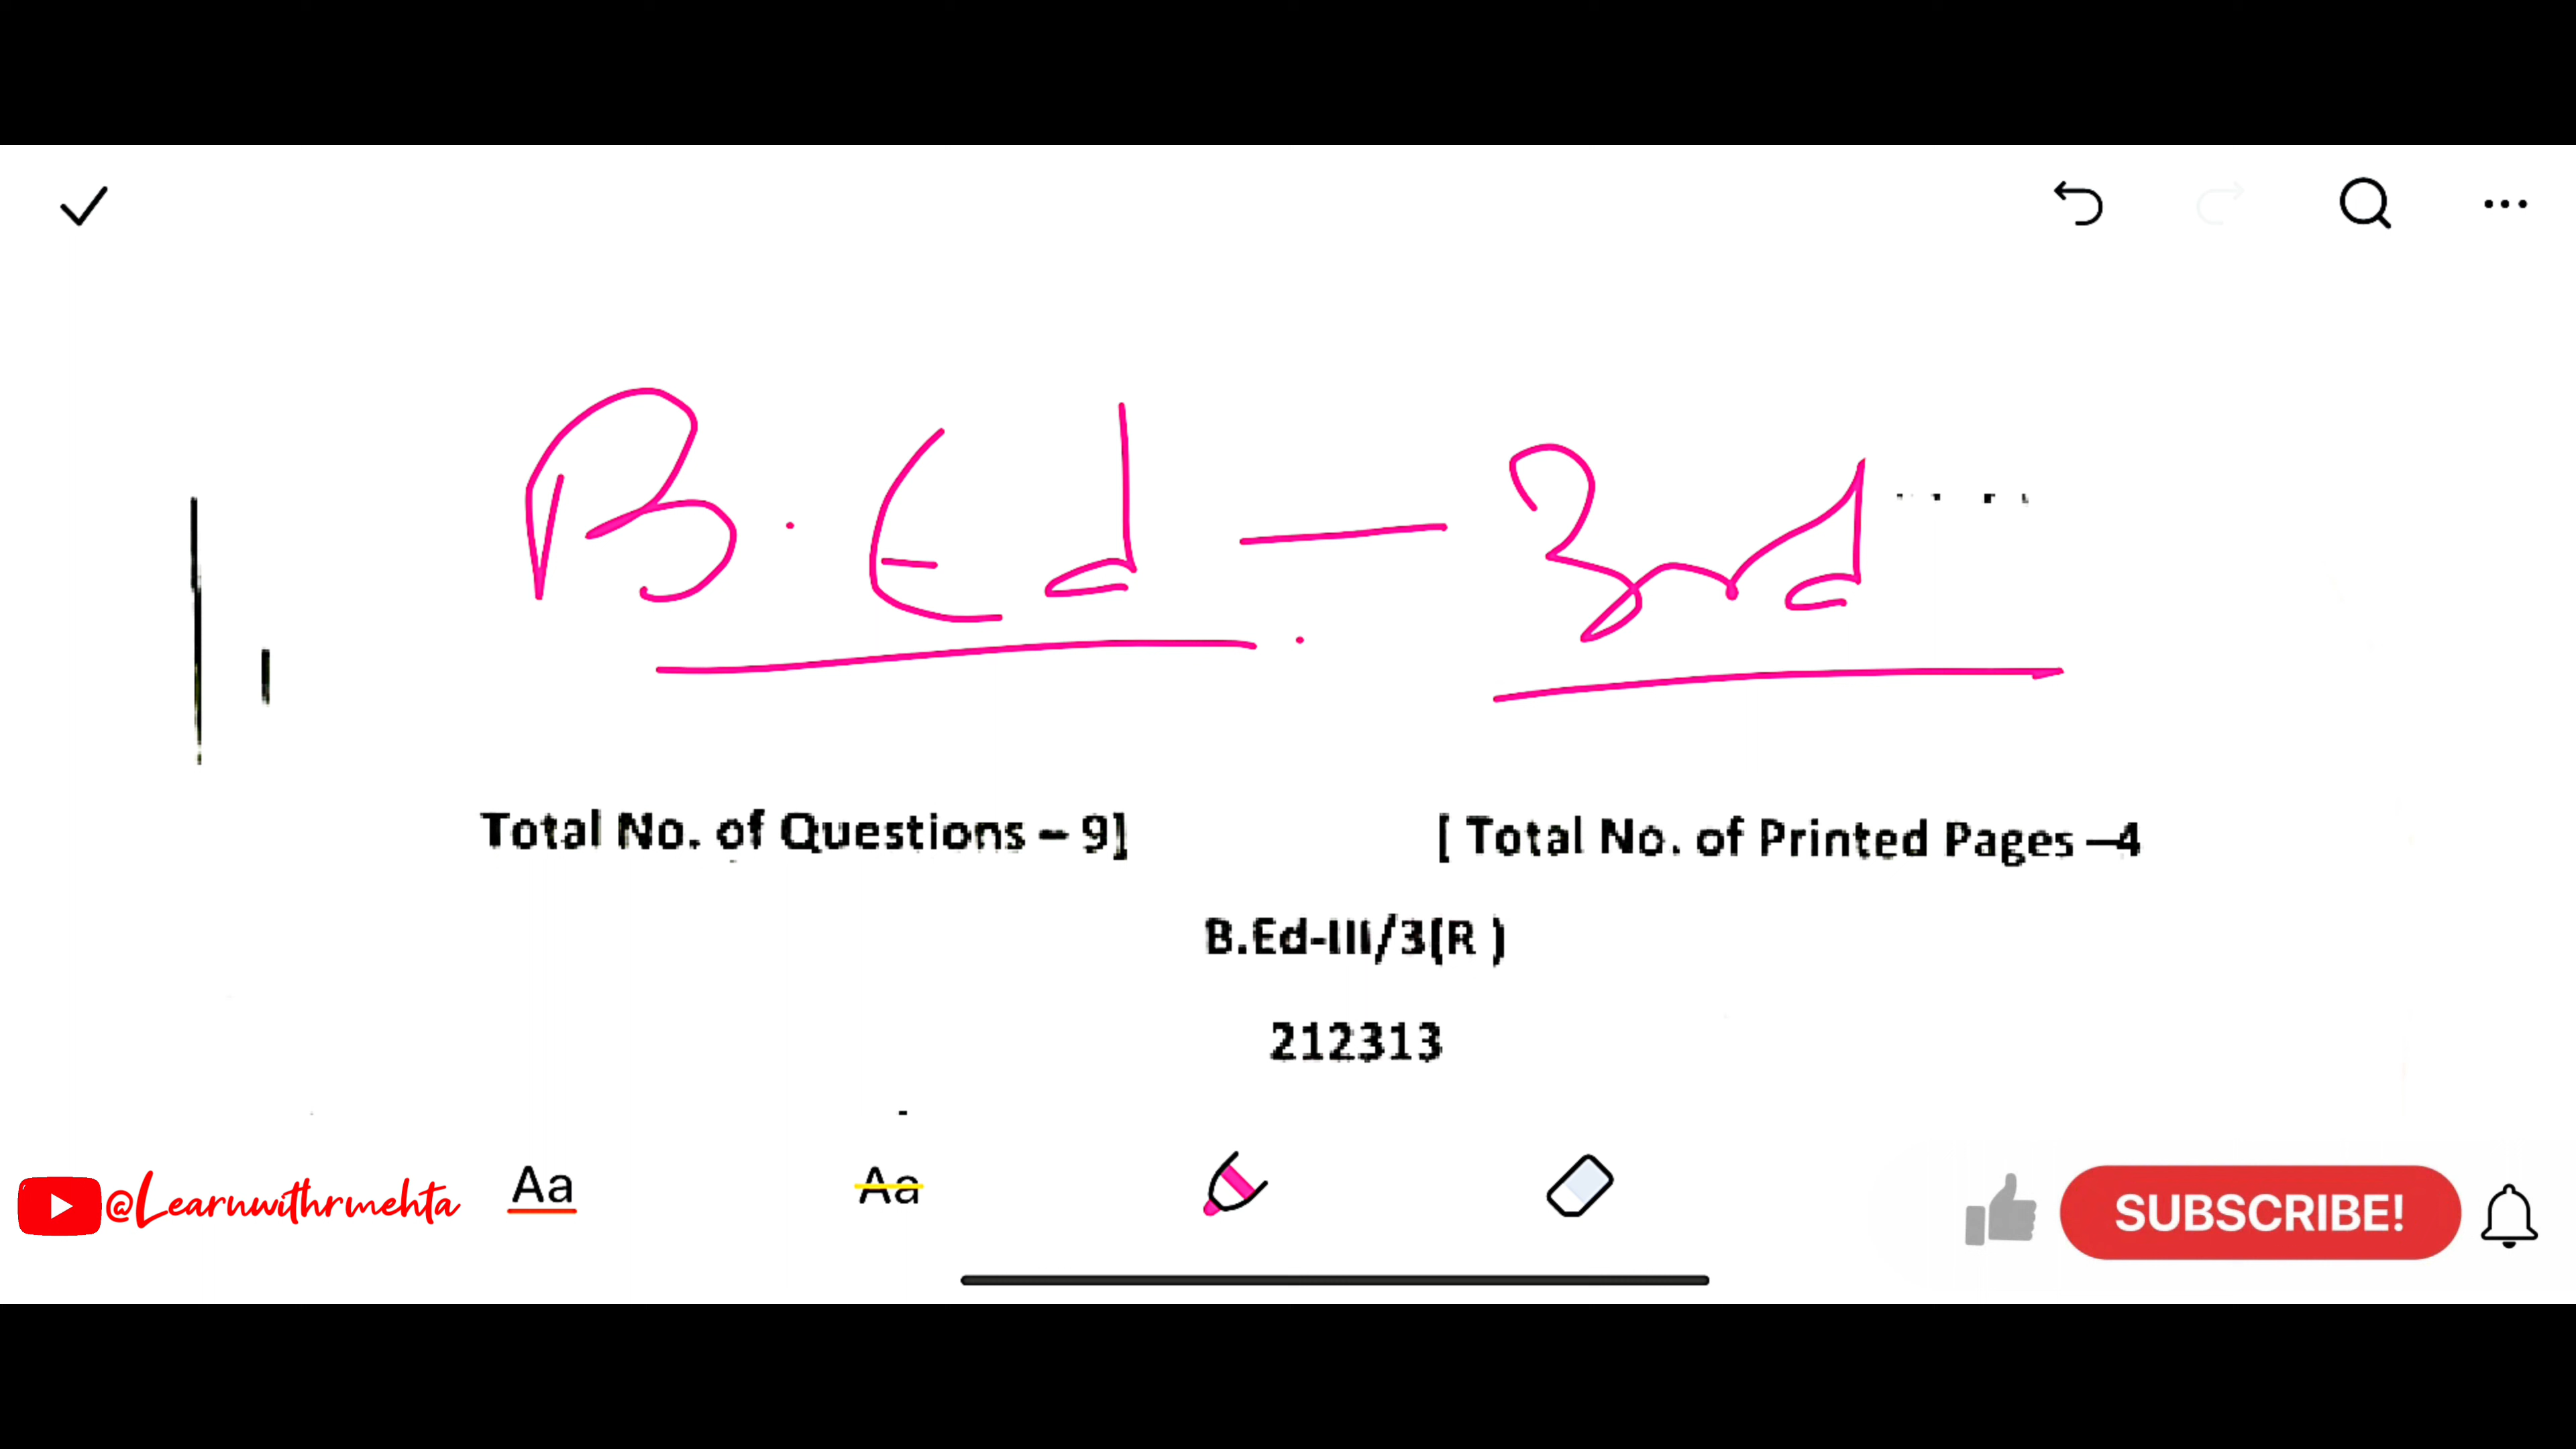 B.Ed — 3rd
Total No. of Questions – 9]
[ Total No. of Printed Pages –4
B.Ed-III/3(R )
212313
@Learnwithrmehta
Aa
Aa
SUBSCRIBE!